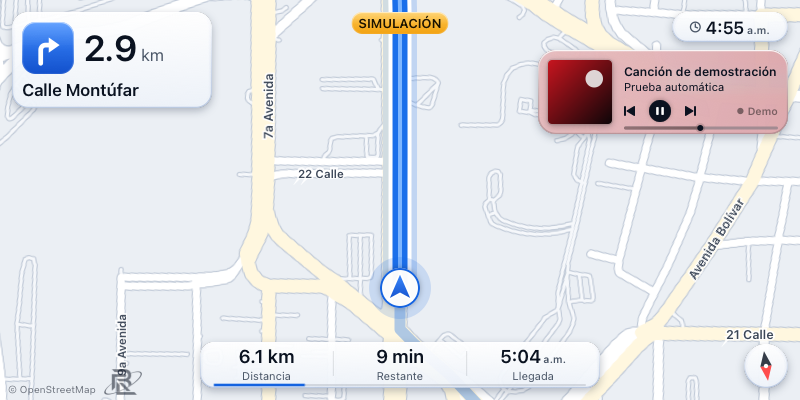 SIMULACIÓN
2.9 km
Calle Montúfar
4:55 a.m.
Canción de demostración
Prueba automática
Demo
7a Avenida
22 Calle
Avenida Bolívar
21 Calle
9a Avenida
6.1 km
Distancia
9 min
Restante
5:04 a.m.
Llegada
© OpenStreetMap